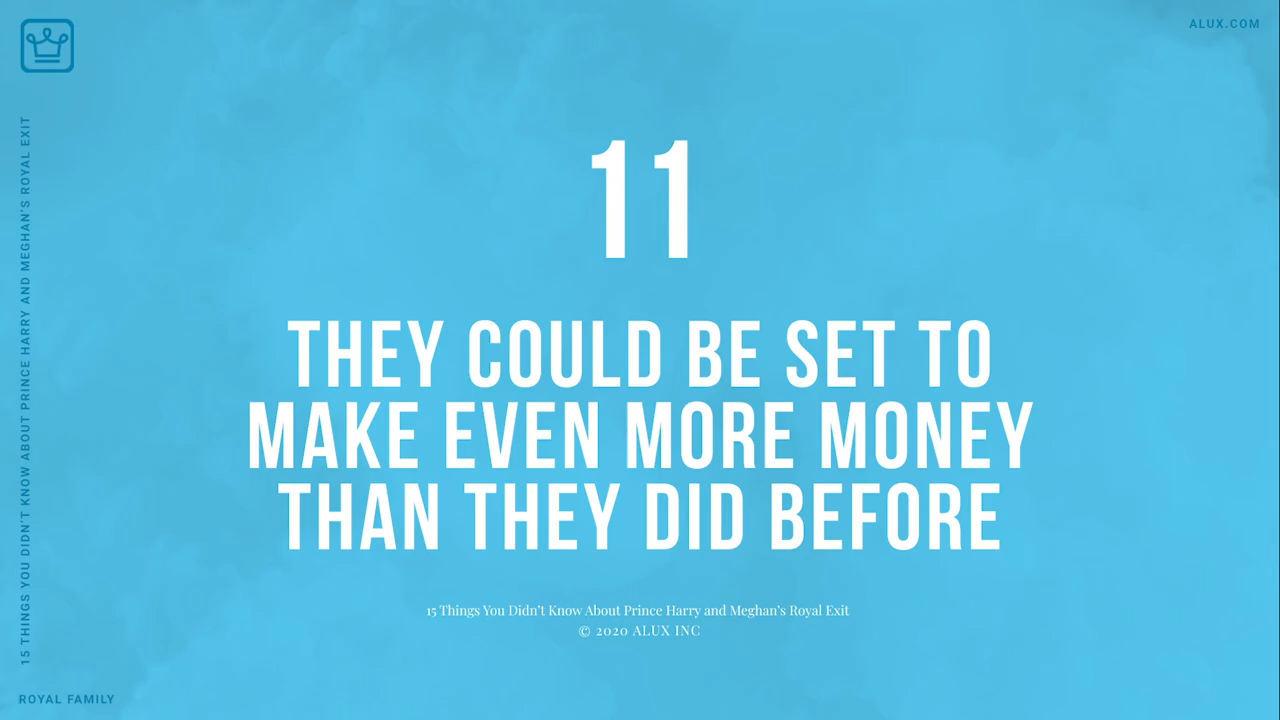 ALUX.COM
15 THINGS YOU DIDN'T KNOW ABOUT PRINCE HARRY AND MEGHAN'S ROYAL EXIT
11
THEY COULD BE SET TO
MAKE EVEN MORE MONEY
THAN THEY DID BEFORE
15 Things You Didn't Know About Prince Harry and Meghan's Royal Exit
© 2020 ALUX INC
ROYAL FAMILY